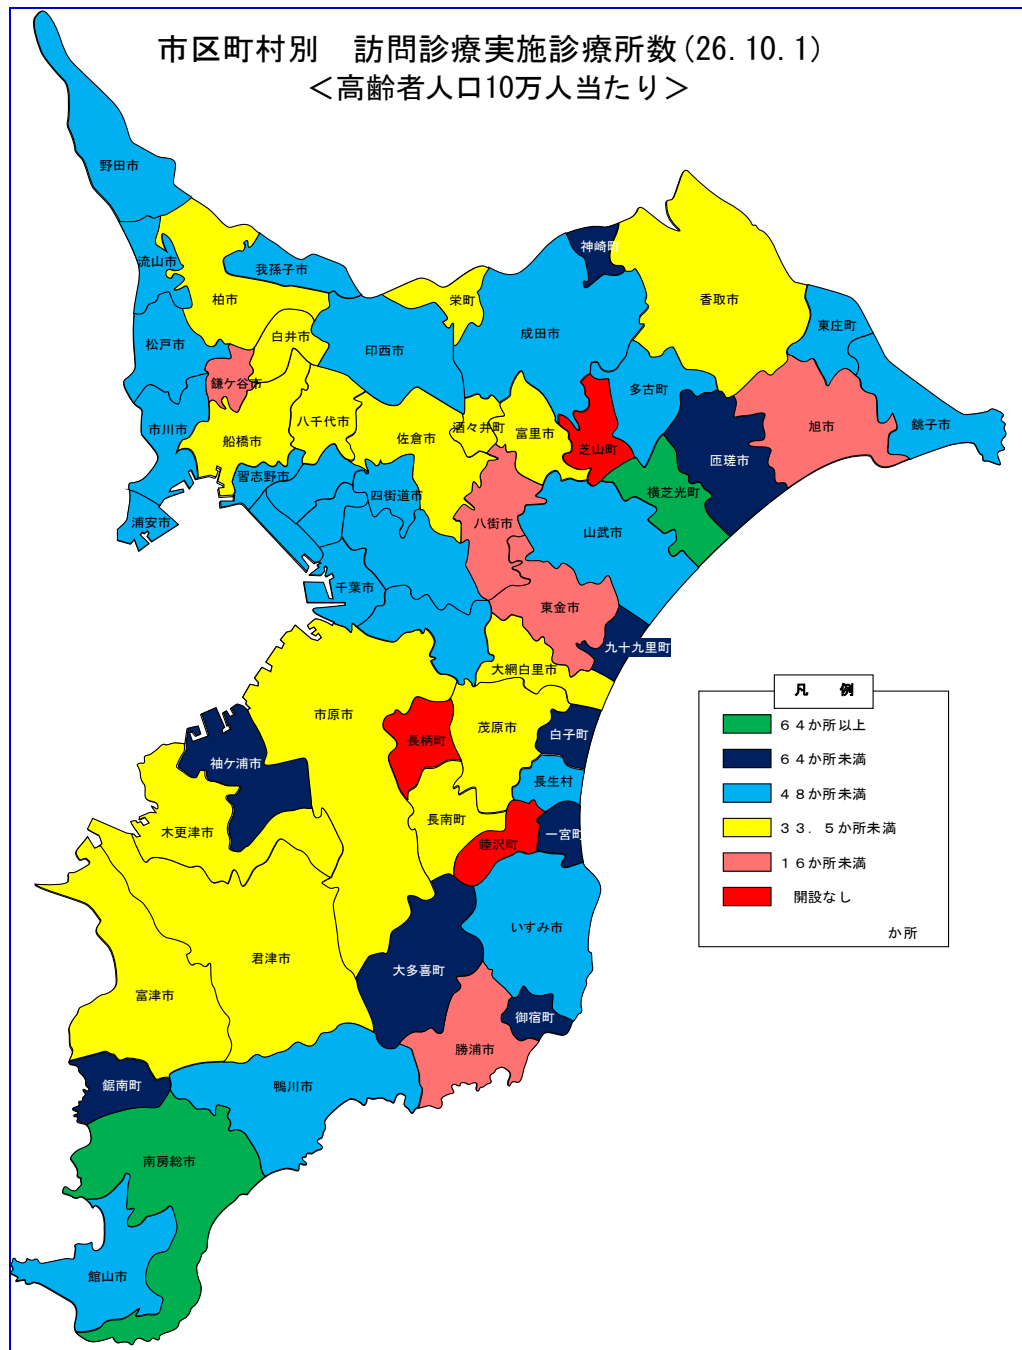 市区町村別　訪問診療実施診療所数(26.10.1)
＜高齢者人口10万人当たり＞
野田市
神崎町
流山市
我孫子市
柏市
栄町
香取市
成田市
東庄町
松戸市
白井市
印西市
鎌ケ谷市
多古町
市川市
船橋市
八千代市
佐倉市
酒々井町
富里市
芝山町
旭市
銚子市
匝瑳市
習志野市
四街道市
横芝光町
浦安市
八街市
山武市
千葉市
東金市
九十九里町
大網白里市
市原市
長柄町
茂原市
白子町
袖ケ浦市
長生村
木更津市
長南町
睦沢町
一宮町
いすみ市
君津市
大多喜町
富津市
御宿町
勝浦市
鋸南町
鴨川市
南房総市
館山市
凡　例
６４か所以上
６４か所未満
４８か所未満
３３．５か所未満
１６か所未満
開設なし
か所